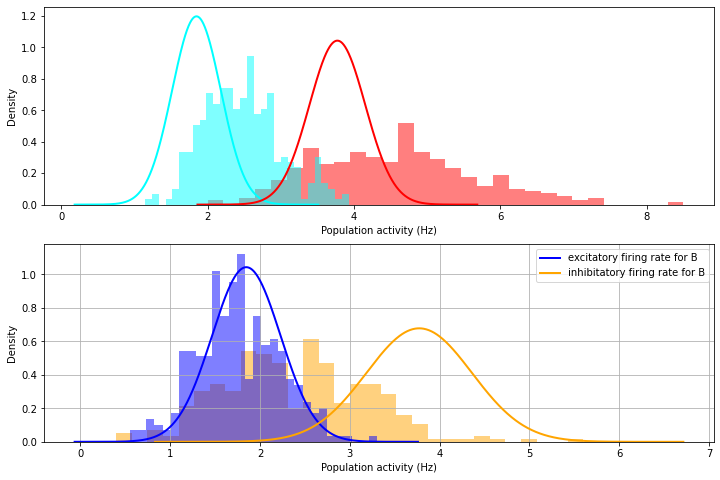 Density
1.2
1.0
0.8
0.6
0.4
0.2
0.0
0 2 4 6 8
Population activity (Hz)
Density
1.0
0.8
0.6
0.4
0.2
0.0
excitatory firing rate for B
inhibitatory firing rate for B
0 1 2 3 4 5 6 7
Population activity (Hz)